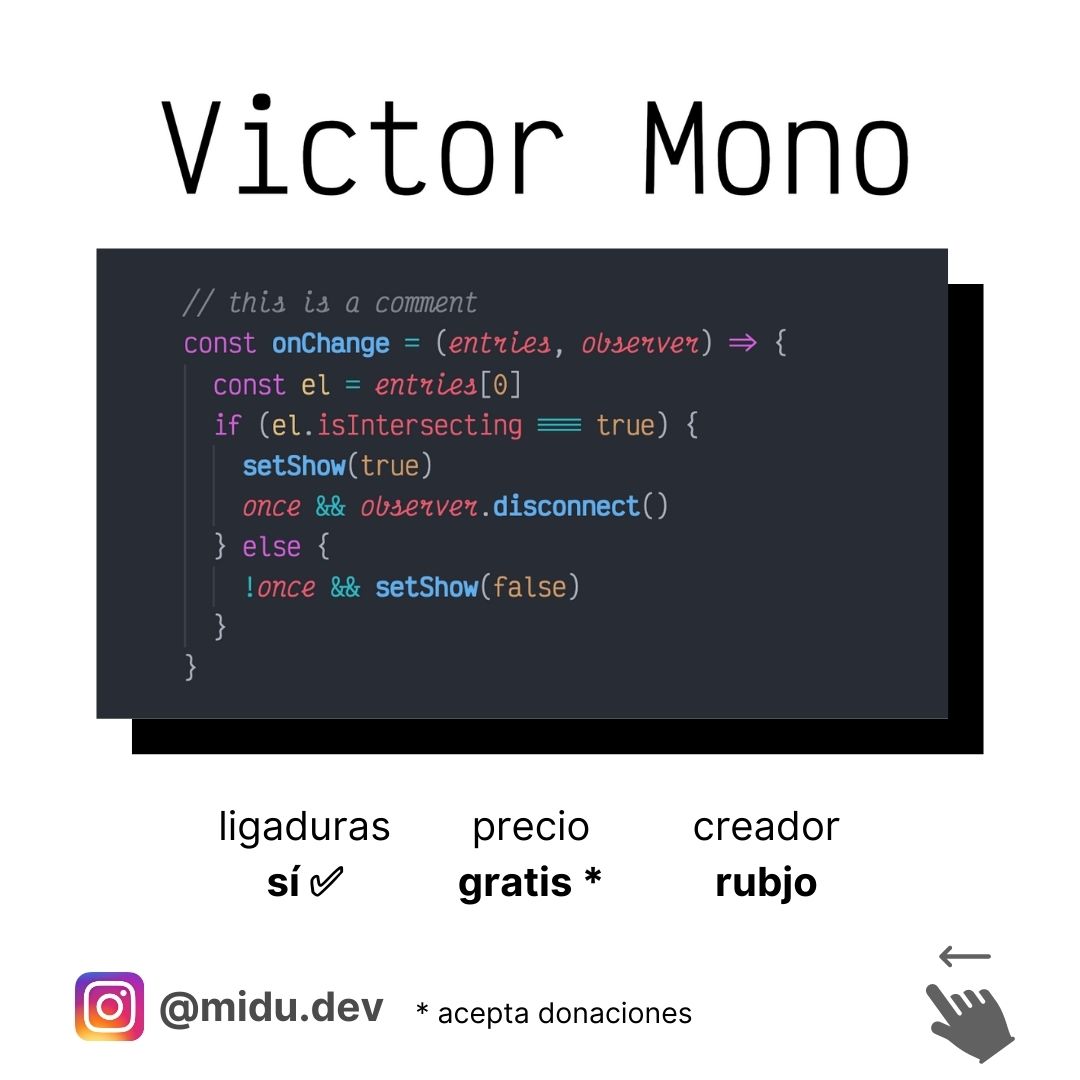 Victor Mono
// this is a comment
const onChange = (entries, observer) => {
  const el = entries[0]
  if (el.isIntersecting === true) {
    setShow(true)
    once && observer.disconnect()
  } else {
    !once && setShow(false)
  }
}
ligaduras precio creador
sí ✅ gratis * rubjo
@midu.dev * acepta donaciones